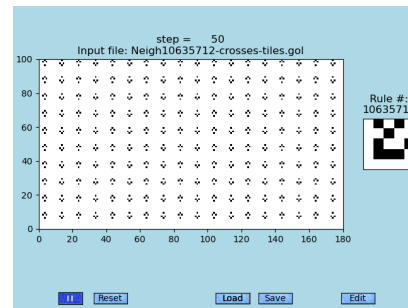 step = 50
Input file: Neigh10635712-crosses-tiles.gol
100
80
60
40
20
0
0 20 40 60 80 100 120 140 160 180
Rule #:
1063571
Reset Load Save Edit